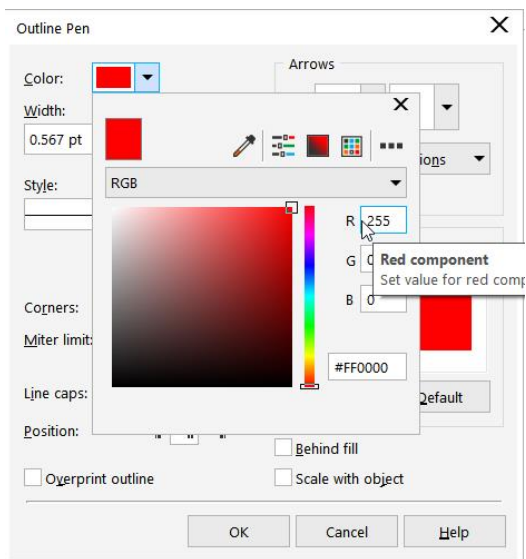 Outline Pen
Color:
Arrows
Width:
0.567 pt
RGB
Style:
R 255
G 0
Red component
Set value for red comp
B 0
Corners:
Miter limit:
#FF0000
Line caps:
Default
Position:
Behind fill
Overprint outline
Scale with object
OK Cancel Help